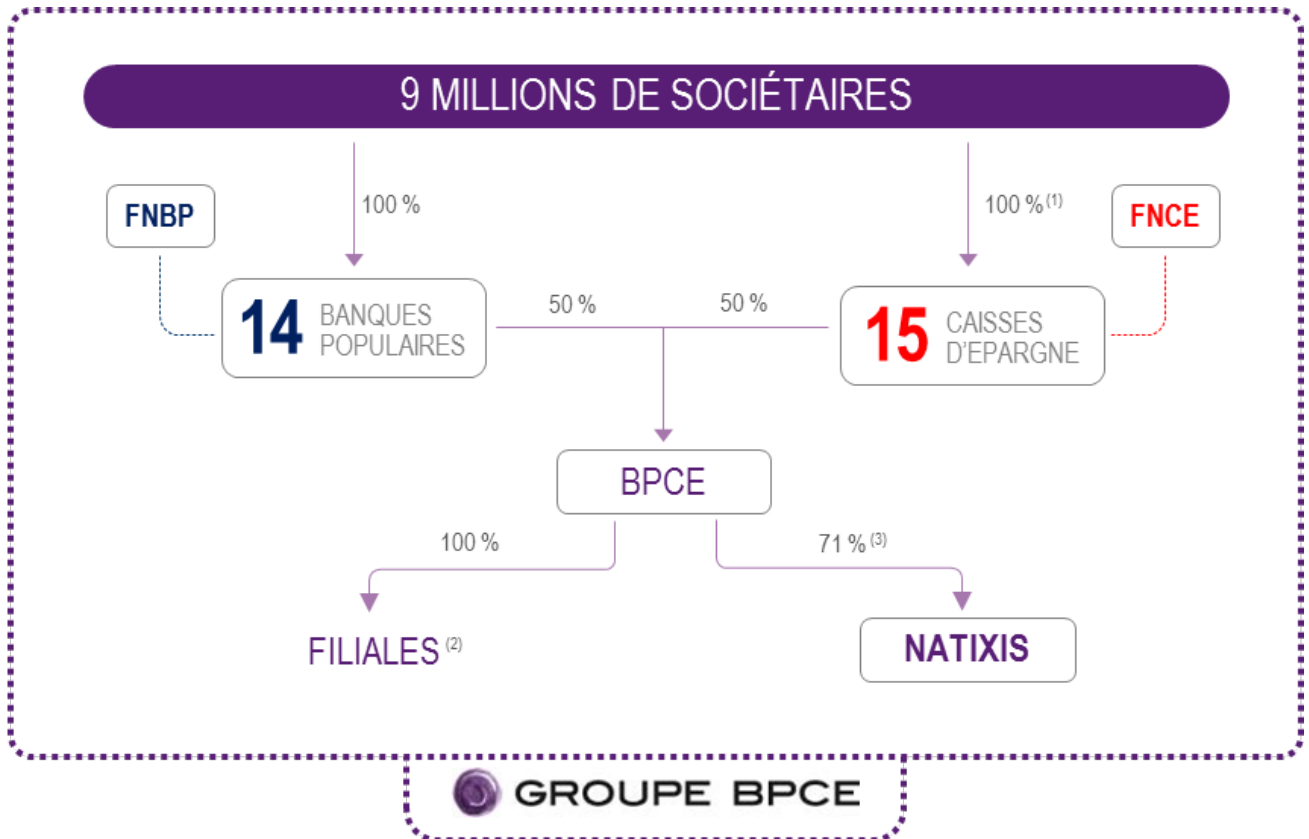 9 MILLIONS DE SOCIÉTAIRES
100 %
100 % (1)
FNBP
FNCE
14 BANQUES
POPULAIRES
50 %
50 %
15 CAISSES
D'EPARGNE
BPCE
100 %
71 % (3)
FILIALES (2)
NATIXIS
GROUPE BPCE